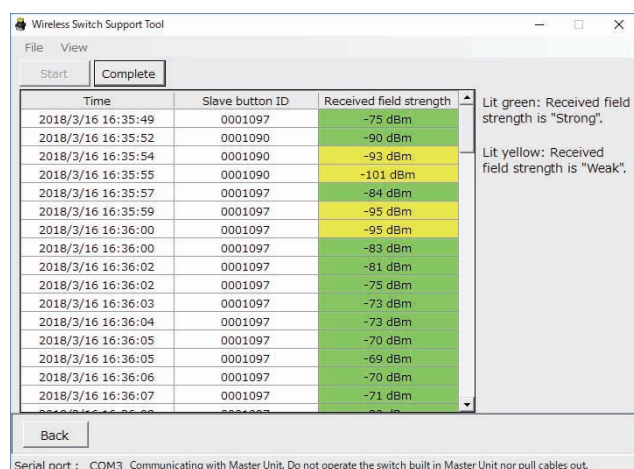 Wireless Switch Support Tool
File View
Start Complete
Time Slave button ID Received field strength
2018/3/16 16:35:49 0001097 -75 dBm
2018/3/16 16:35:52 0001090 -90 dBm
2018/3/16 16:35:54 0001090 -93 dBm
2018/3/16 16:35:55 0001090 -101 dBm
2018/3/16 16:35:57 0001097 -84 dBm
2018/3/16 16:35:59 0001097 -95 dBm
2018/3/16 16:36:00 0001097 -95 dBm
2018/3/16 16:36:00 0001097 -83 dBm
2018/3/16 16:36:02 0001097 -81 dBm
2018/3/16 16:36:02 0001097 -75 dBm
2018/3/16 16:36:03 0001097 -73 dBm
2018/3/16 16:36:04 0001097 -73 dBm
2018/3/16 16:36:05 0001097 -70 dBm
2018/3/16 16:36:05 0001097 -69 dBm
2018/3/16 16:36:06 0001097 -70 dBm
2018/3/16 16:36:07 0001097 -71 dBm
Lit green: Received field
strength is "Strong".
Lit yellow: Received
field strength is "Weak".
Back
Serial port : COM3 Communicating with Master Unit. Do not operate the switch built in Master Unit nor pull cables out.